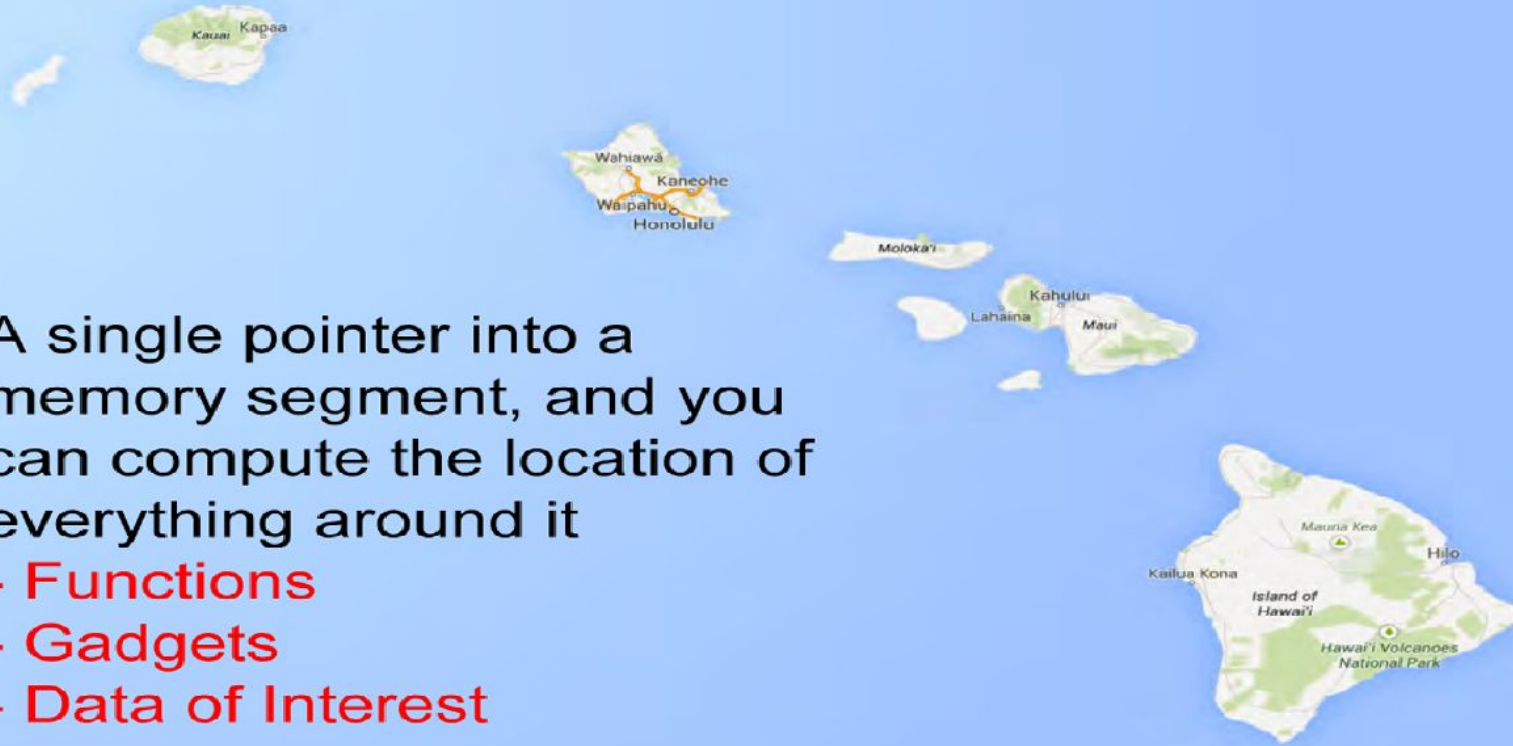 Kauai Kapaa
Wahiawā
Kaneohe
Waipahu
Honolulu
Moloka'i
Kahului
Lahaina
Maui
A single pointer into a
memory segment, and you
can compute the location of
everything around it
- Functions
- Gadgets
- Data of Interest
Mauna Kea
Hilo
Kailua Kona
Island of
Hawai'i
Hawai'i Volcanoes
National Park